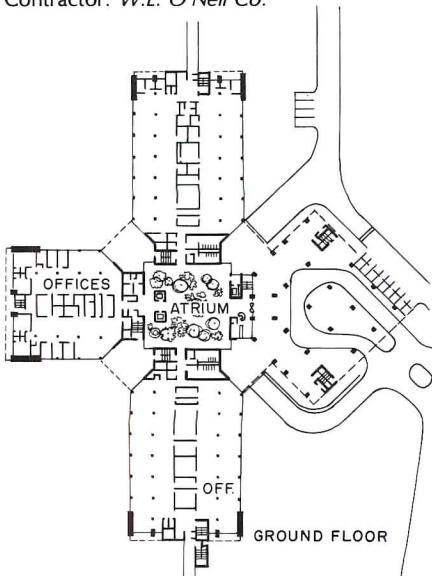 Contractor: W.L. O'Neil Co.
OFFICES
ATRIUM
OFF.
GROUND FLOOR